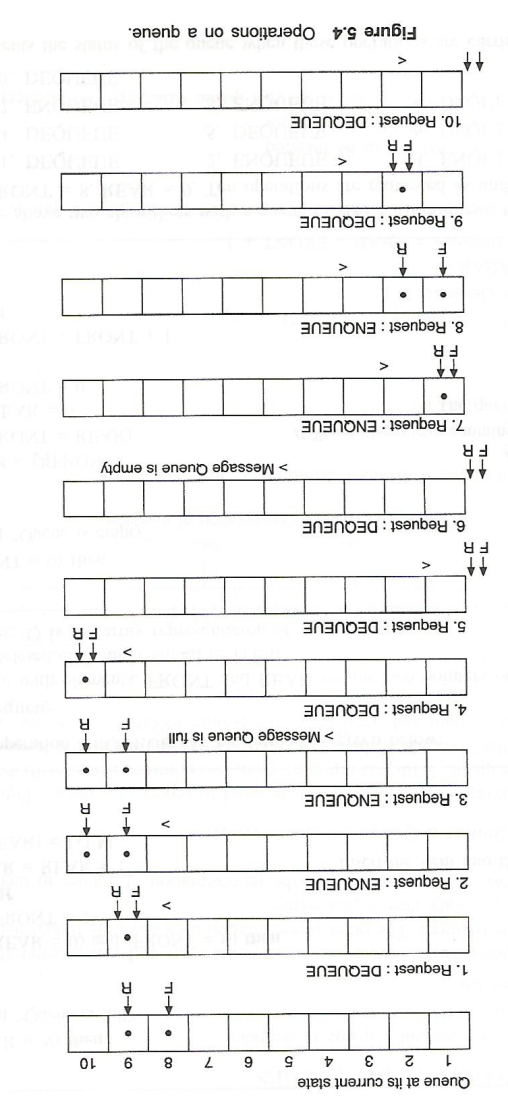 Queue at its current state
1 2 3 4 5 6 7 8 9 10
F R
1. Request : DEQUEUE
F R
>
2. Request : ENQUEUE
F R
>
3. Request : ENQUEUE
F R
> Message Queue is full
4. Request : DEQUEUE
F R
>
5. Request : DEQUEUE
F R
>
6. Request : DEQUEUE
F R
> Message Queue is empty
7. Request : ENQUEUE
F R
>
8. Request : ENQUEUE
F R
>
9. Request : DEQUEUE
F R
>
10. Request : DEQUEUE
>
Figure 5.4 Operations on a queue.